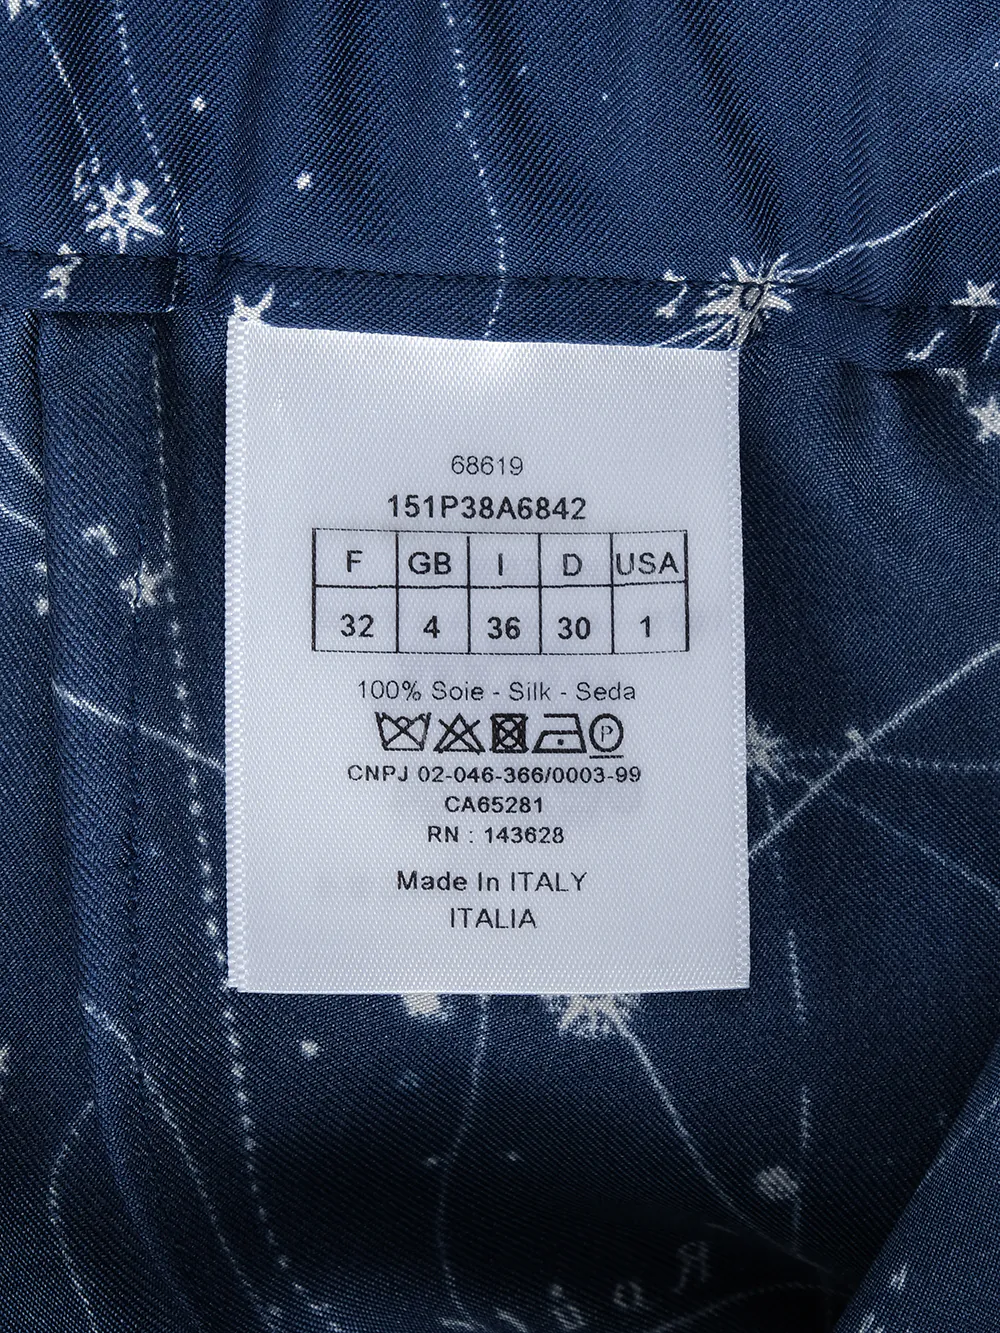 68619
151P38A6842
F GB I D USA
32 4 36 30 1
100% Soie - Silk - Seda
P
CNPJ 02-046-366/0003-99
CA65281
RN : 143628
Made In ITALY
ITALIA